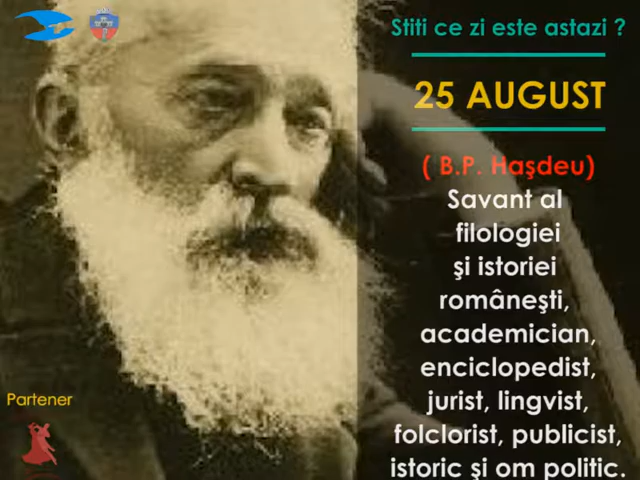 Stiti ce zi este astazi ?
25 AUGUST
( B.P. Haşdeu)
Savant al
filologiei
şi istoriei
româneşti,
academician,
enciclopedist,
jurist, lingvist,
folclorist, publicist,
istoric şi om politic.
Partener